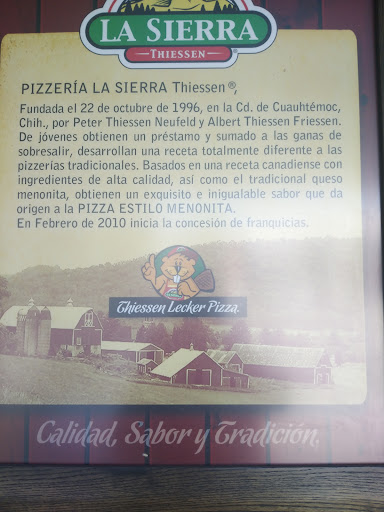 LA SIERRA
THIESSEN
PIZZERÍA LA SIERRA Thiessen®,
Fundada el 22 de octubre de 1996, en la Cd. de Cuauhtémoc,
Chih., por Peter Thiessen Neufeld y Albert Thiessen Friessen.
De jóvenes obtienen un préstamo y sumado a las ganas de
sobresalir, desarrollan una receta totalmente diferente a las
pizzerias tradicionales. Basados en una receta canadiense con
ingredientes de alta calidad, asi como el tradicional queso
menonita, obtienen un exquisito e inigualable sabor que da
origen a la PIZZA ESTILO MENONITA.
En Febrero de 2010 inicia la concesión de franquicias.
Thiessen Lecker Pizza
Calidad, Sabor y Tradición.